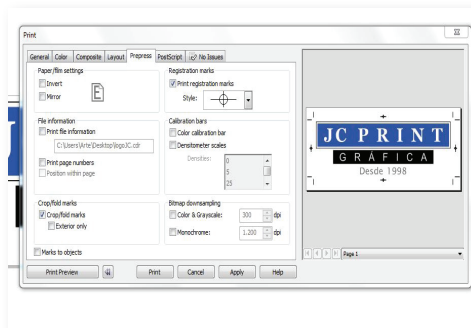 Print
General Color Composite Layout Prepress PostScript No Issues
Paper/film settings
Invert
Mirror
E
Registration marks
Print registration marks
Style:
File information
Print file information
C:\Users\Arte\Desktop\logoJC.cdr
Print page numbers
Position within page
Calibration bars
Color calibration bar
Densitometer scales
Densities:
0
5
25
Crop/fold marks
Crop/fold marks
Exterior only
Bitmap downsampling
Color & Grayscale: 300 dpi
Monochrome: 1.200 dpi
Marks to objects
Print Preview Print Cancel Apply Help
JC PRINT
GRÁFICA
Desde 1998
Page 1